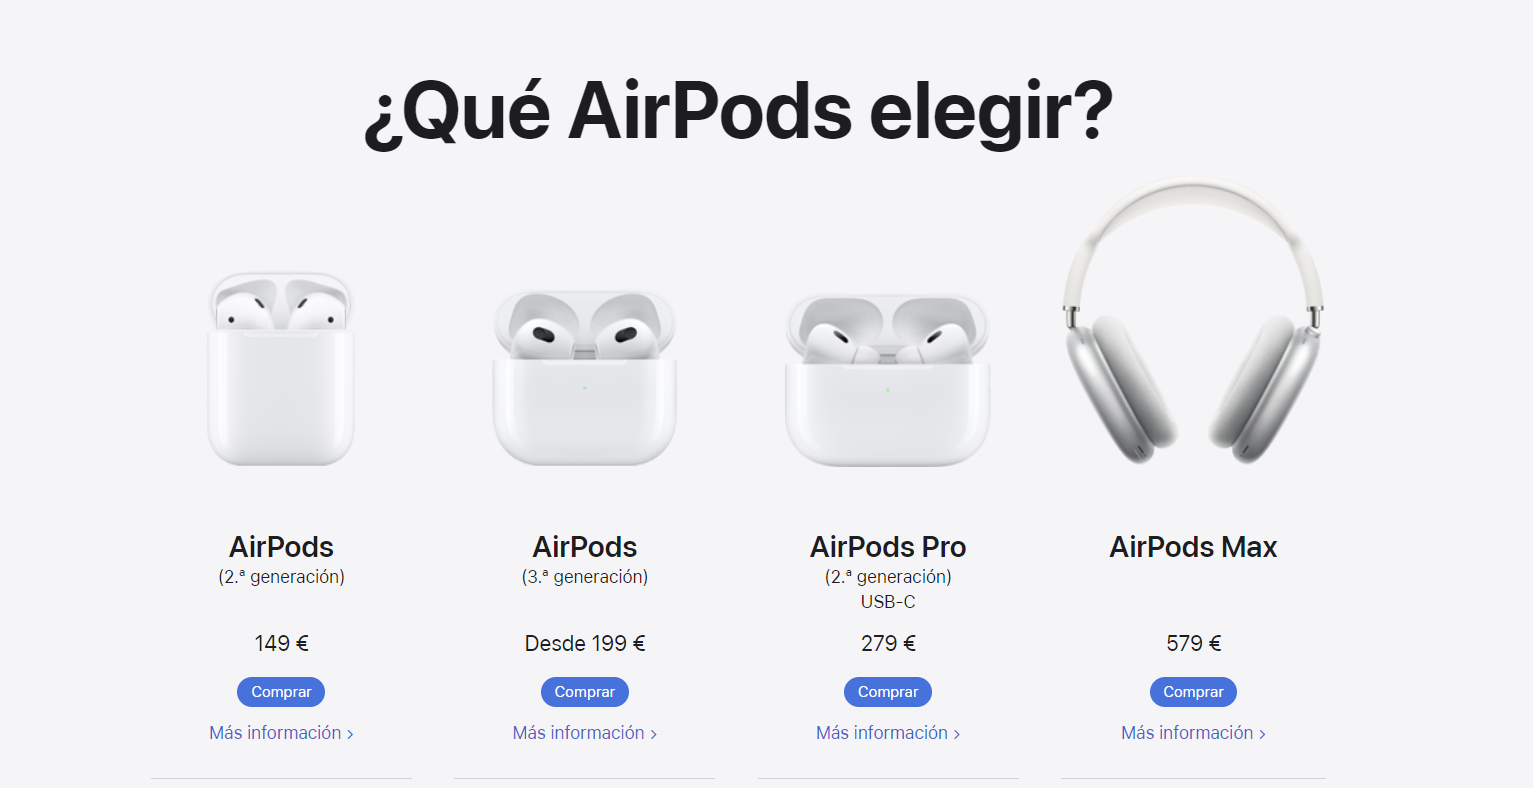 ¿Qué AirPods elegir?
AirPods
(2.ª generación)
149 €
Comprar
Más información >
AirPods
(3.ª generación)
Desde 199 €
Comprar
Más información >
AirPods Pro
(2.ª generación)
USB-C
279 €
Comprar
Más información >
AirPods Max
579 €
Comprar
Más información >